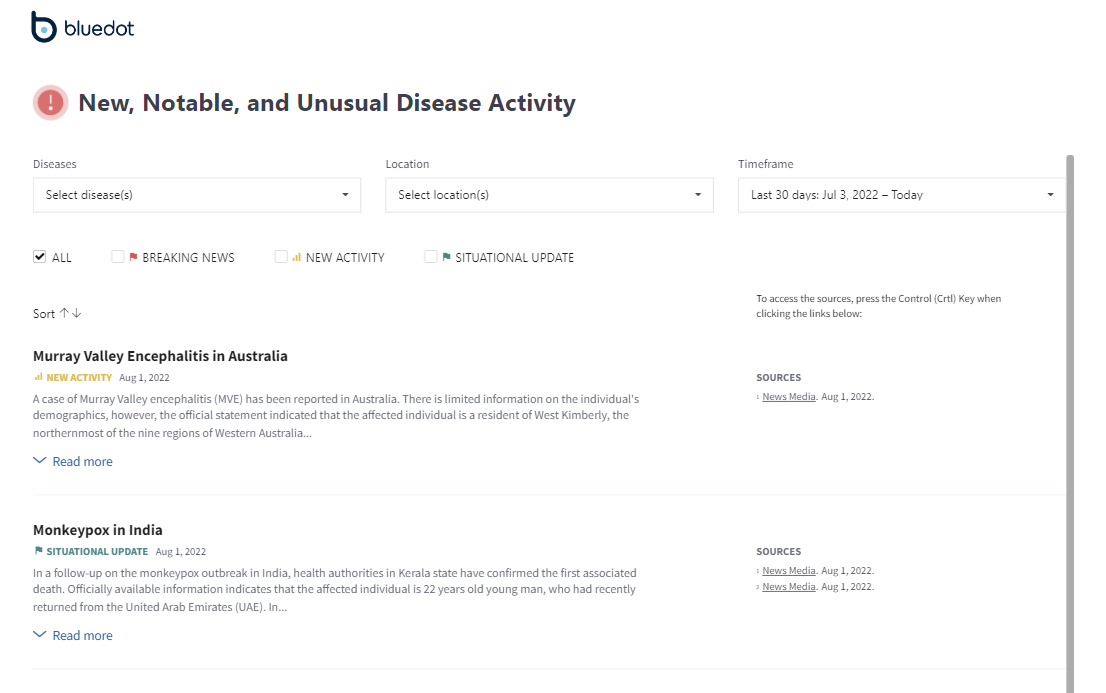 bluedot
New, Notable, and Unusual Disease Activity
Diseases
Location
Timeframe
Select disease(s)
Select location(s)
Last 30 days: Jul 3, 2022 – Today
ALL
BREAKING NEWS
NEW ACTIVITY
SITUATIONAL UPDATE
To access the sources, press the Control (Crtl) Key when
clicking the links below:
Sort
Murray Valley Encephalitis in Australia
NEW ACTIVITY Aug 1, 2022
A case of Murray Valley encephalitis (MVE) has been reported in Australia. There is limited information on the individual's
demographics, however, the official statement indicated that the affected individual is a resident of West Kimberly, the
northernmost of the nine regions of Western Australia...
Read more
SOURCES
1 News Media. Aug 1, 2022.
Monkeypox in India
SITUATIONAL UPDATE Aug 1, 2022
In a follow-up on the monkeypox outbreak in India, health authorities in Kerala state have confirmed the first associated
death. Officially available information indicates that the affected individual is 22 years old young man, who had recently
returned from the United Arab Emirates (UAE). In...
Read more
SOURCES
1 News Media. Aug 1, 2022.
2 News Media. Aug 1, 2022.